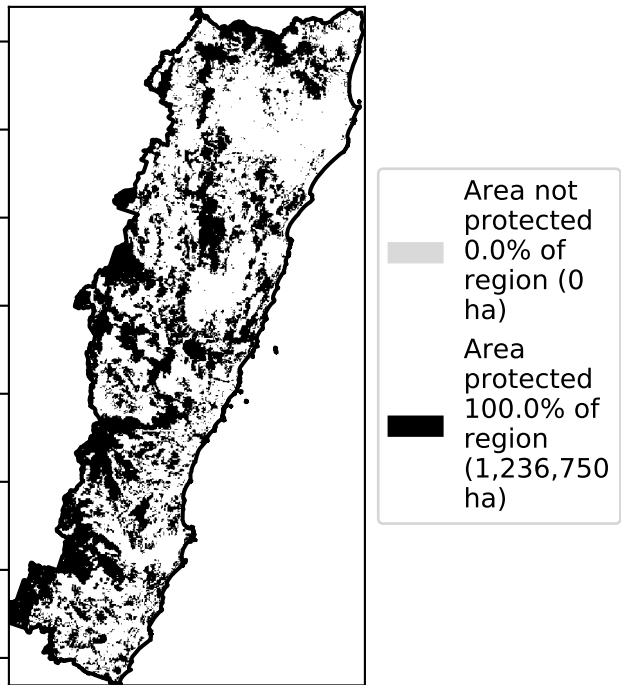 Area not
protected
0.0% of
region (0
ha)
Area
protected
100.0% of
region
(1,236,750
ha)